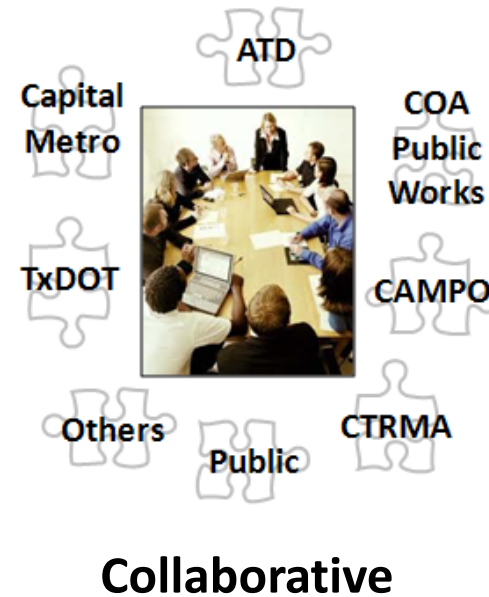 ATD
Capital
Metro
COA
Public
Works
TxDOT
CAMPO
Others
Public
CTRMA
Collaborative